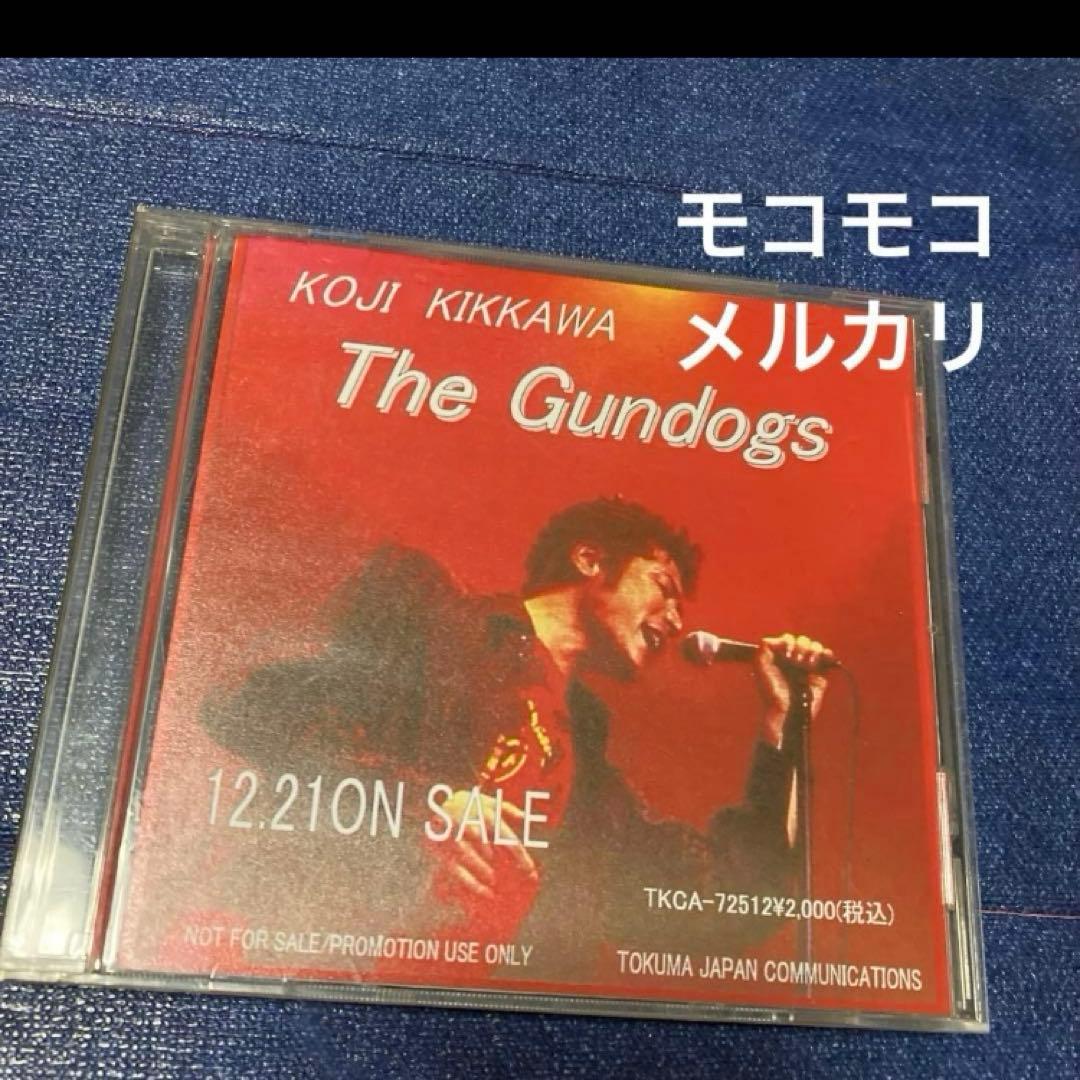 モコモコ
メルカリ
KOJI KIKKAWA
The Gundogs
12.21ON SALE
TKCA-72512¥2,000(税込)
NOT FOR SALE/PROMOTION USE ONLY
TOKUMA JAPAN COMMUNICATIONS